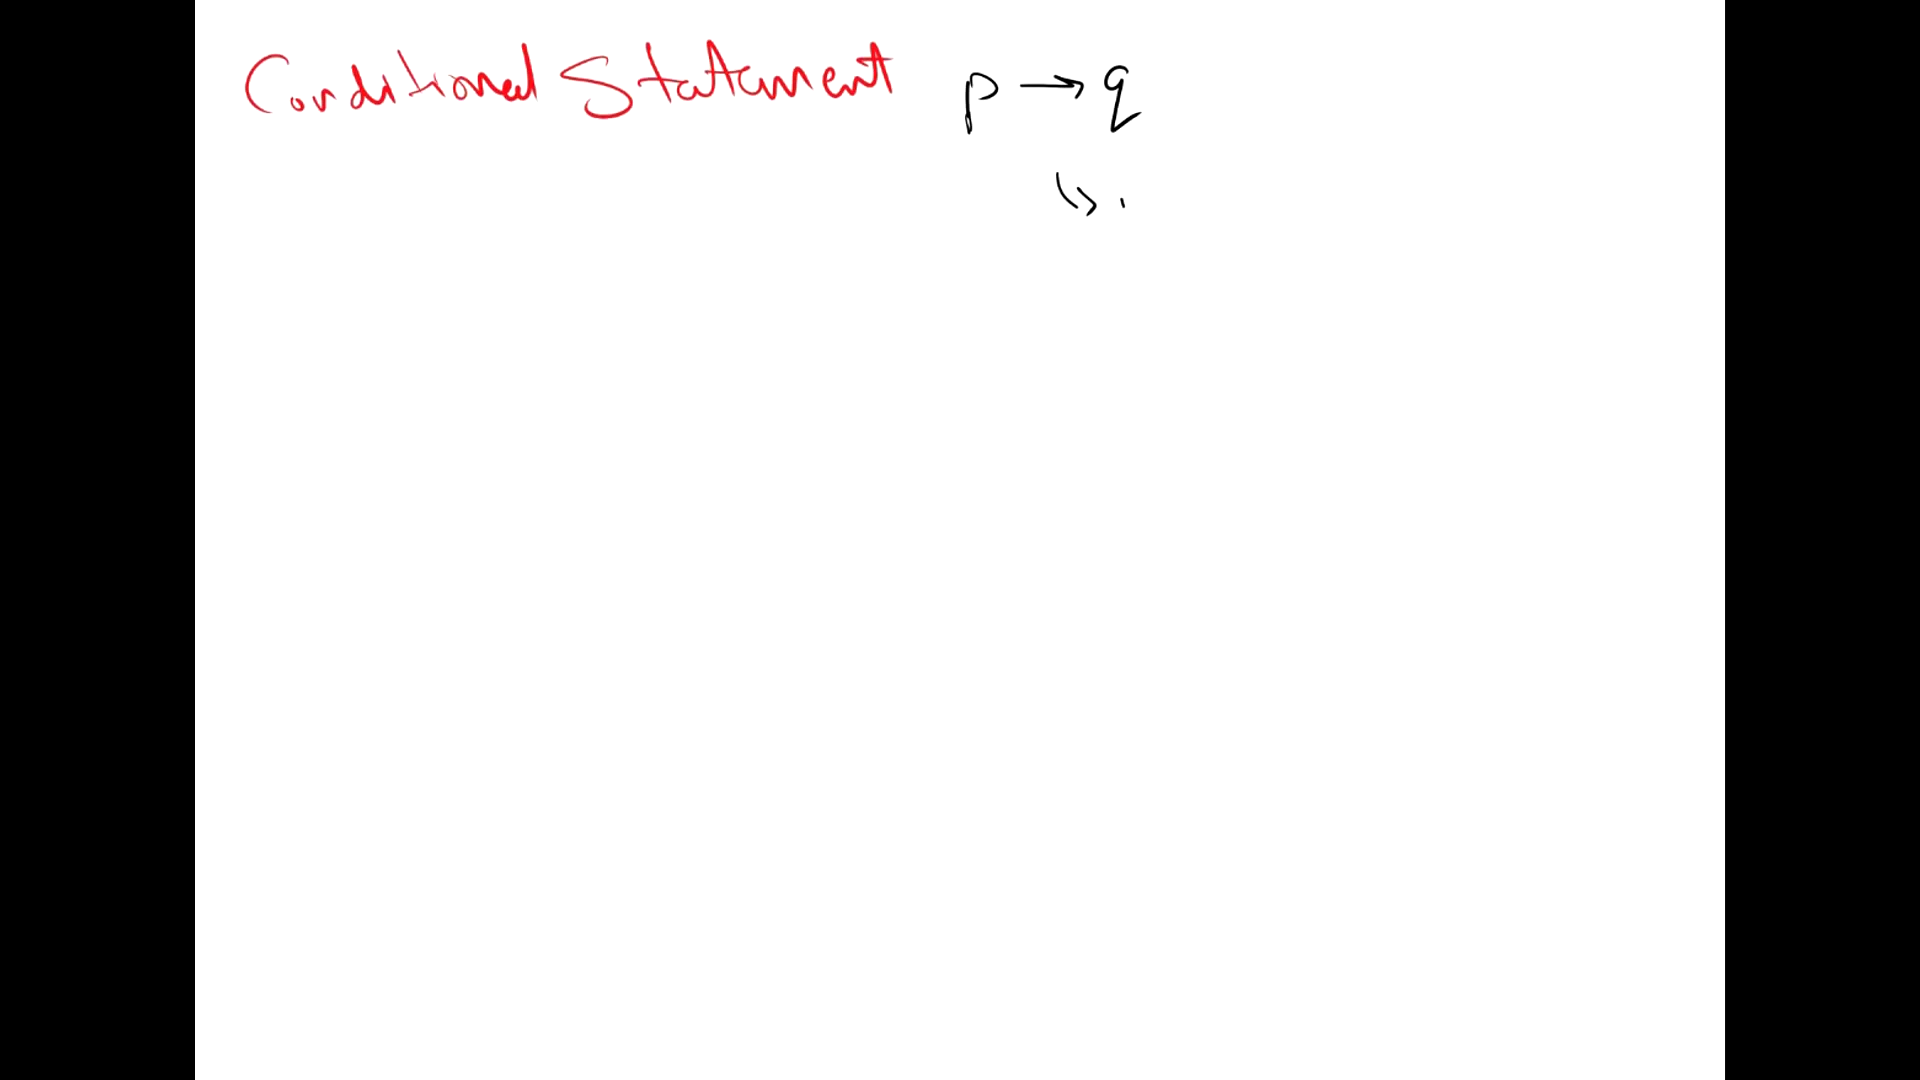 Conditional Statement p → q
↳